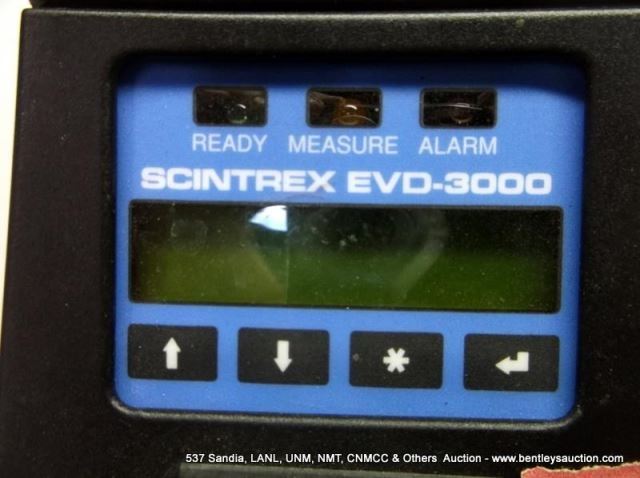 READY MEASURE ALARM
SCINTREX EVD-3000
537 Sandia, LANL, UNM, NMT, CNMCC & Others Auction - www.bentleysauction.com